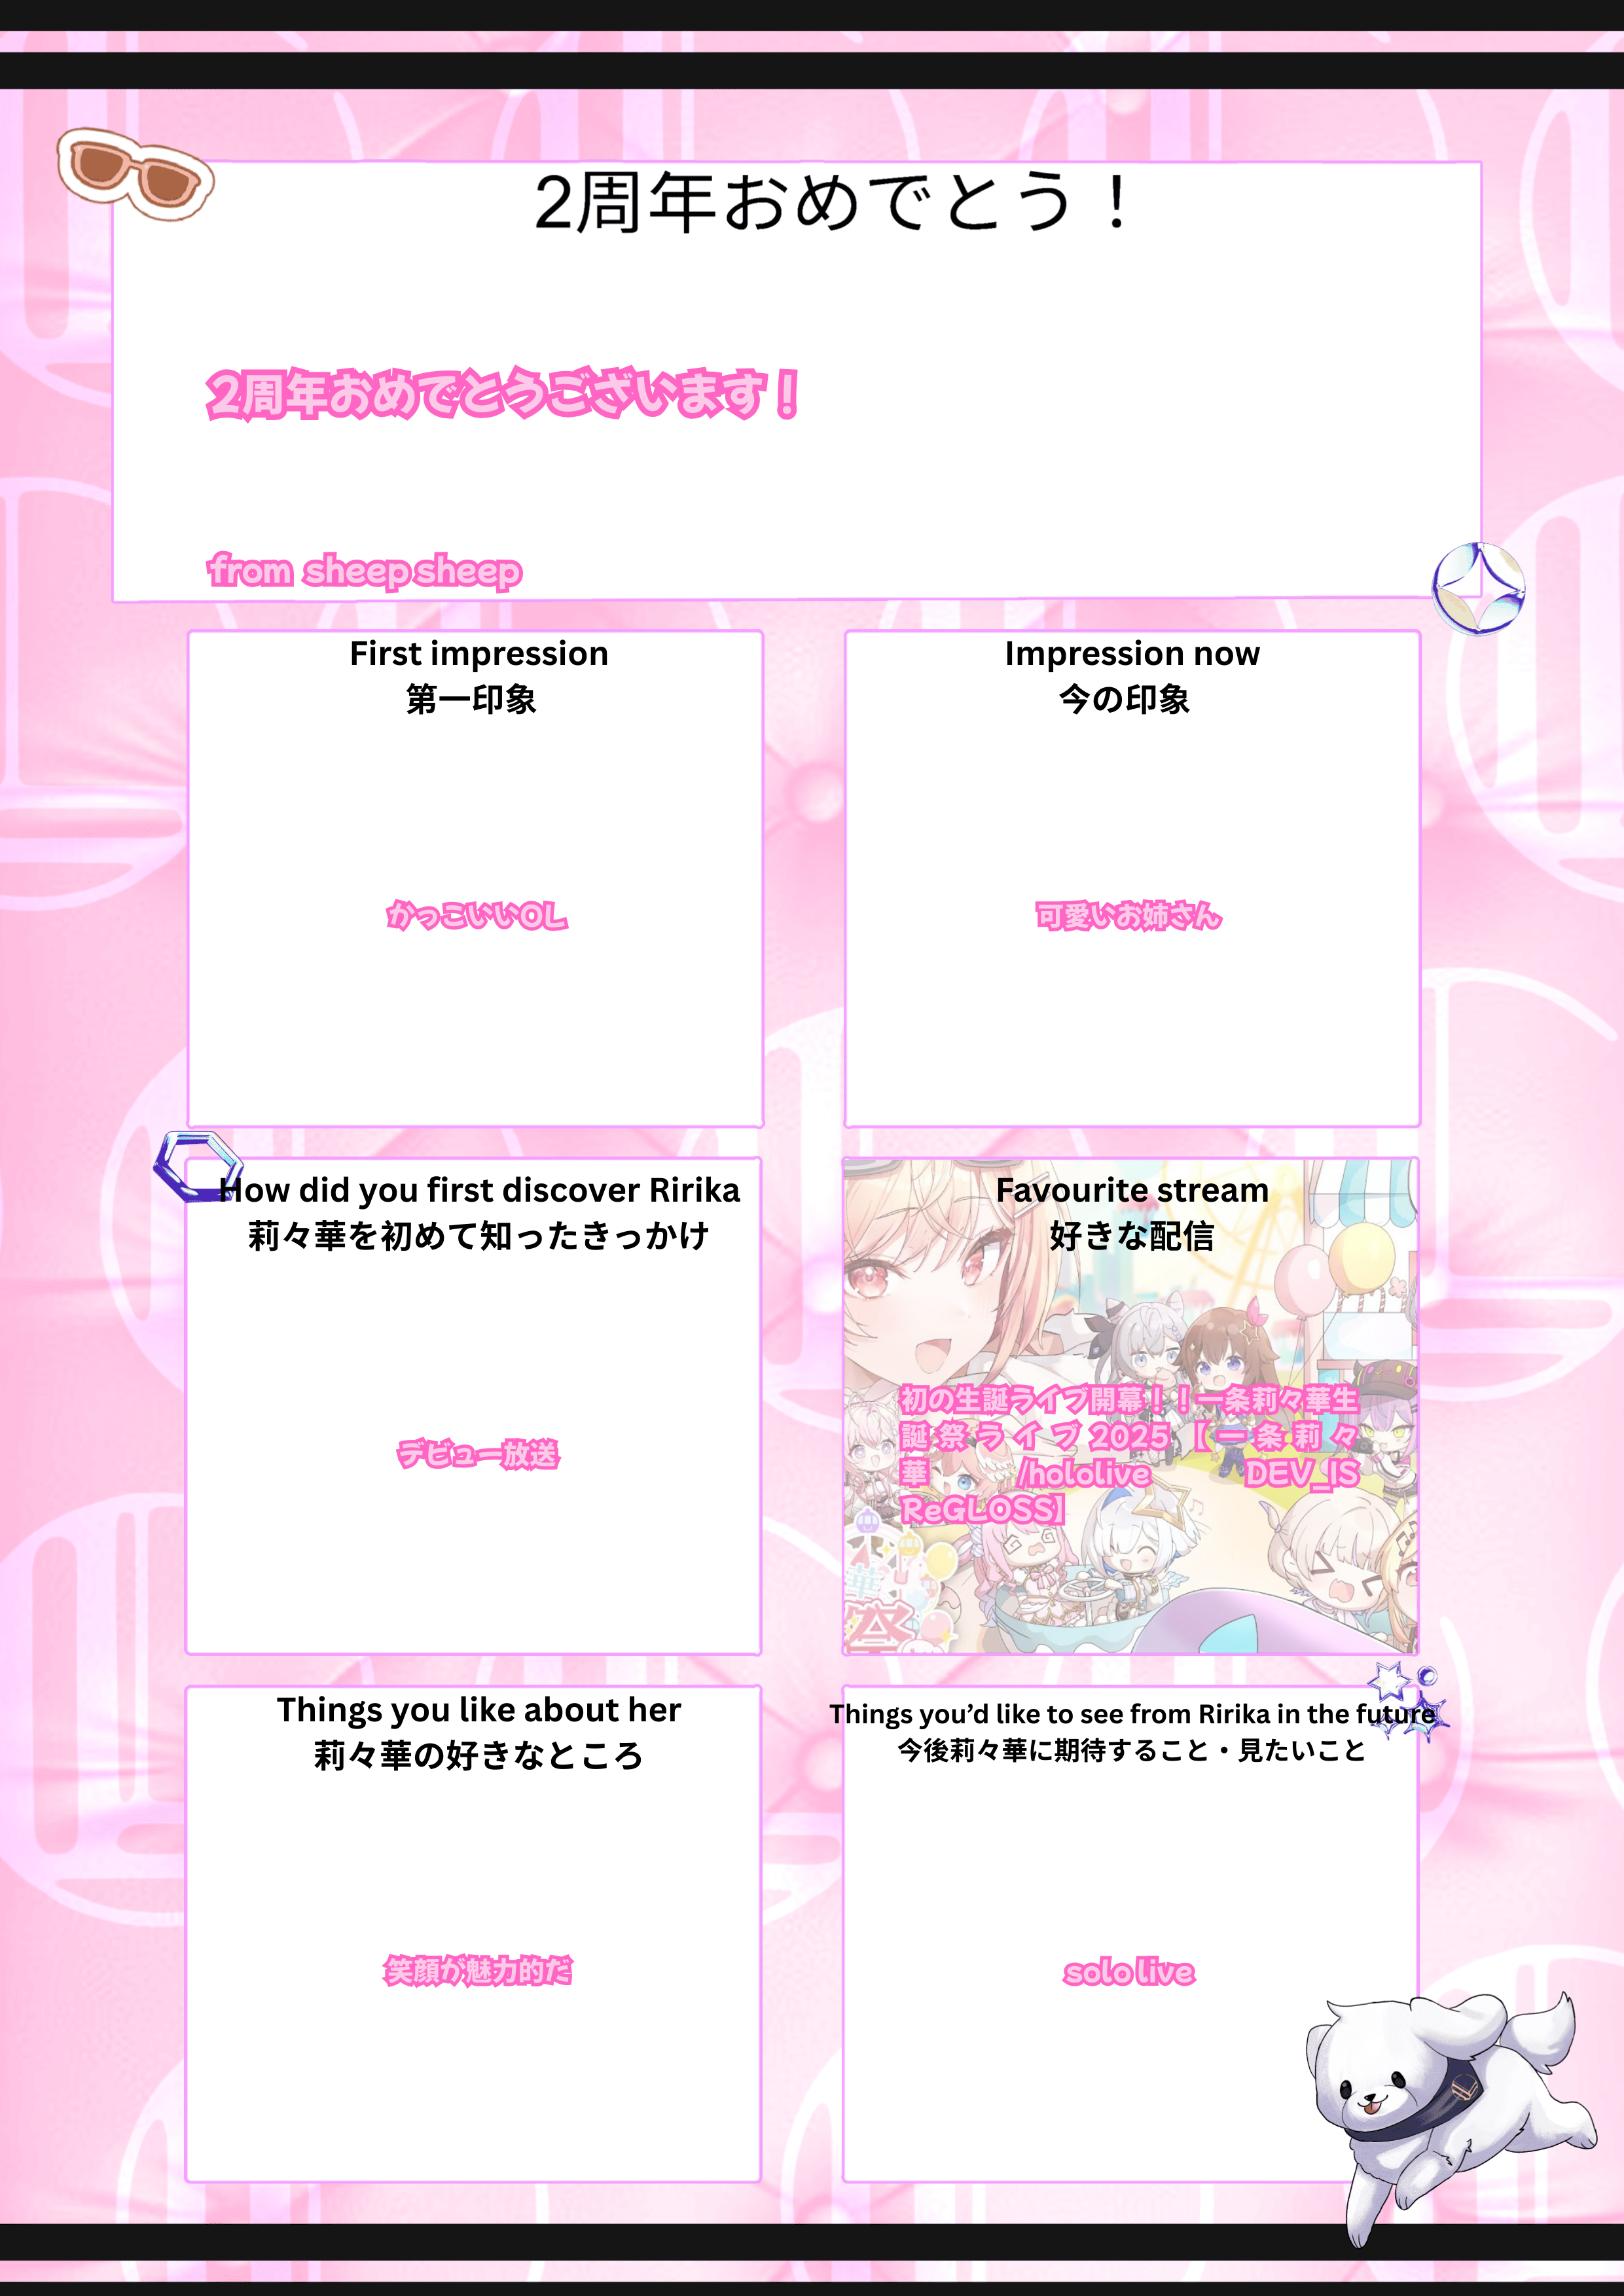 2周年おめでとう！
2周年おめでとうございます！
from sheep sheep
First impression
第一印象
かっこいいOL
Impression now
今の印象
可愛いお姉さん
How did you first discover Ririka
莉々華を初めて知ったきっかけ
デビュー放送
Favourite stream
好きな配信
初の生誕ライブ開幕！！一条莉々華生
誕祭ライブ2025【一条莉々
華 /hololive DEV_IS
ReGLOSS】
華
祭
Things you like about her
莉々華の好きなところ
笑顔が魅力的だ
Things you’d like to see from Ririka in the future
今後莉々華に期待すること・見たいこと
solo live